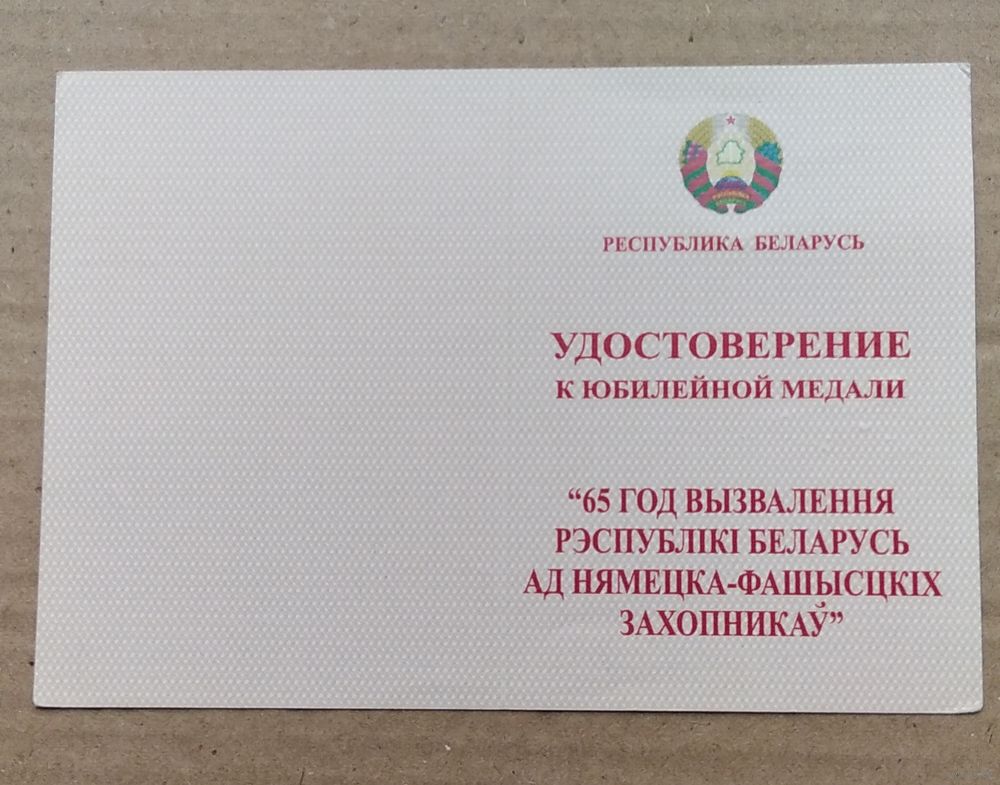 РЕСПУБЛИКА БЕЛАРУСЬ
УДОСТОВЕРЕНИЕ
К ЮБИЛЕЙНОЙ МЕДАЛИ
“65 ГОД ВЫЗВАЛЕННЯ
РЭСПУБЛІКІ БЕЛАРУСЬ
АД НЯМЕЦКА-ФАШЫСЦКІХ
ЗАХОПНИКАЎ”